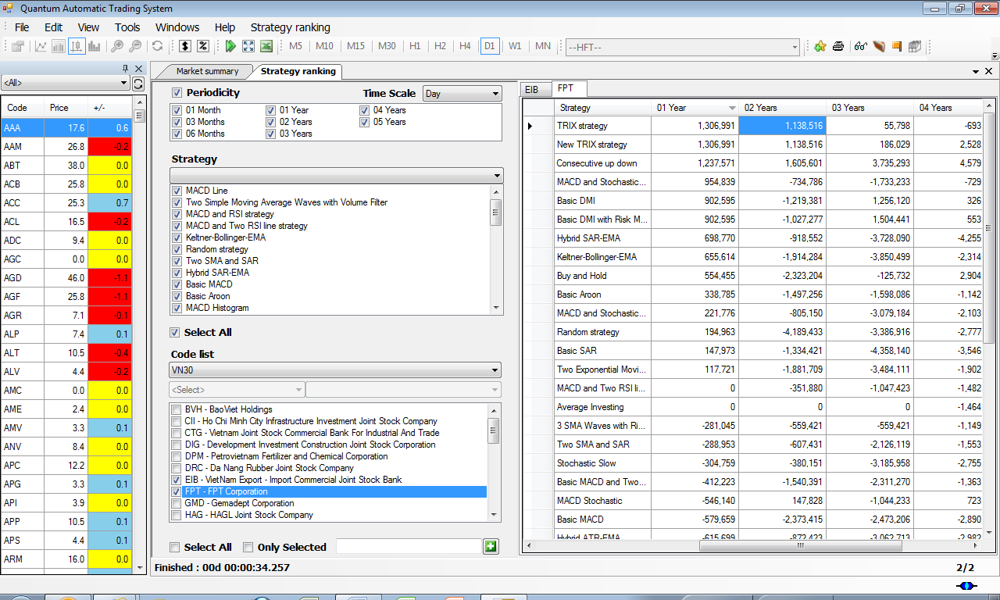 Quantum Automatic Trading System
File Edit View Tools Windows Help Strategy ranking
$ % M5 M10 M15 M30 H1 H2 H4 D1 W1 MN --HFT--
<All>
Code Price +/-
AAA 17.6 0.6
AAM 26.8 -0.2
ABT 38.0 0.0
ACB 25.8 0.0
ACC 25.3 0.7
ACL 16.5 -0.2
ADC 9.4 0.0
AGC 0.0 0.0
AGD 46.0 -1.1
AGF 25.8 -1.1
AGR 7.1 -0.1
ALP 7.4 0.1
ALT 10.5 -0.4
ALV 4.4 -0.2
AMC 0.0 0.0
AME 2.4 0.0
AMV 3.3 0.1
ANV 8.4 0.0
APC 12.2 0.0
APG 3.3 0.1
API 3.9 0.0
APP 10.5 0.1
APS 4.4 0.1
ARM 16.0 0.0
Market summary Strategy ranking
Periodicity Time Scale Day
01 Month 01 Year 04 Years
03 Months 02 Years 05 Years
06 Months 03 Years
Strategy
MACD Line
Two Simple Moving Average Waves with Volume Filter
MACD and RSI strategy
MACD and Two RSI line strategy
Keltner-Bollinger-EMA
Random strategy
Two SMA and SAR
Hybrid SAR-EMA
Basic MACD
Basic Aroon
MACD Histogram
Select All
Code list
VN30
<Select>
BVH - BaoViet Holdings
CII - Ho Chi Minh City Infrastructure Investment Joint Stock Company
CTG - Vietnam Joint Stock Commercial Bank For Industrial And Trade
DIG - Development Investment Construction Joint Stock Corporation
DPM - Petrovietnam Fertilizer and Chemical Corporation
DRC - Da Nang Rubber Joint Stock Company
EIB - VietNam Export - Import Commercial Joint Stock Bank
FPT - FPT Corporation
GMD - Gemadept Corporation
HAG - HAGL Joint Stock Company
Select All Only Selected
EIB FPT
Strategy 01 Year 02 Years 03 Years 04 Years
TRIX strategy 1,306,991 1,138,516 55,798 -693
New TRIX strategy 1,306,991 1,138,516 186,029 2,528
Consecutive up down 1,237,571 1,605,601 3,735,293 4,579
MACD and Stochastic... 954,839 -734,786 -1,733,233 -729
Basic DMI 902,595 -1,219,381 1,256,120 326
Basic DMI with Risk M... 902,595 -1,027,277 1,504,441 553
Hybrid SAR-EMA 698,770 -918,552 -3,728,090 -4,255
Keltner-Bollinger-EMA 655,614 -1,914,284 -3,850,499 -2,314
Buy and Hold 554,455 -2,323,204 -125,732 2,904
Basic Aroon 338,785 -1,497,256 -1,598,086 -1,142
MACD and Stochastic... 221,776 -805,150 -3,079,184 -2,103
Random strategy 194,963 -4,189,433 -3,386,916 -2,777
Basic SAR 147,973 -1,334,421 -4,358,140 -3,546
Two Exponential Movi... 117,721 -1,881,709 -3,484,111 -1,902
MACD and Two RSI li... 0 -351,880 -1,047,423 -1,482
Average Investing 0 0 0 -1,464
3 SMA Waves with Ri... -281,045 -559,421 -559,421 -1,149
Two SMA and SAR -288,953 -607,431 -2,126,119 -1,553
Stochastic Slow -304,759 -380,151 -3,185,958 -2,755
Basic MACD and Two... -412,223 -1,540,391 -2,311,270 -1,363
MACD Stochastic -546,140 147,828 -1,044,233 723
Basic MACD -579,659 -2,373,415 -2,473,206 -2,890
Hybrid ATR-EMA -615,699 -872,423 -3,062,713 -2,982
Finished : 00d 00:00:34.257 2/2